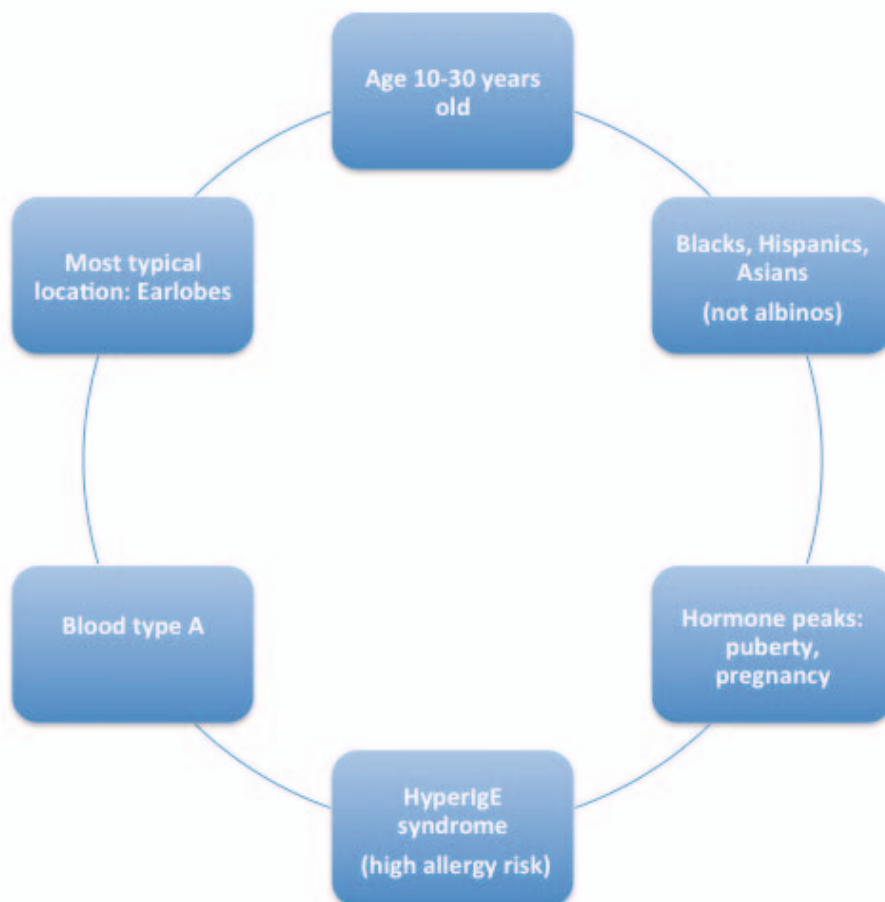 Age 10-30 years
old
Blacks, Hispanics,
Asians
(not albinos)
Hormone peaks:
puberty,
pregnancy
HyperIgE
syndrome
(high allergy risk)
Blood type A
Most typical
location: Earlobes